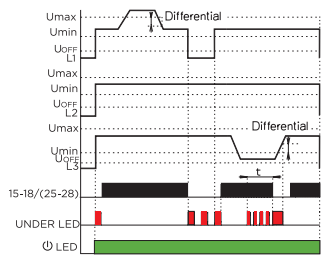 Umax
Differential
Umin
UOFF
L1
Umax
Umin
UOFF
L2
Umax
Differential
Umin
UOFF
L3
t
15-18/(25-28)
UNDER LED
LED